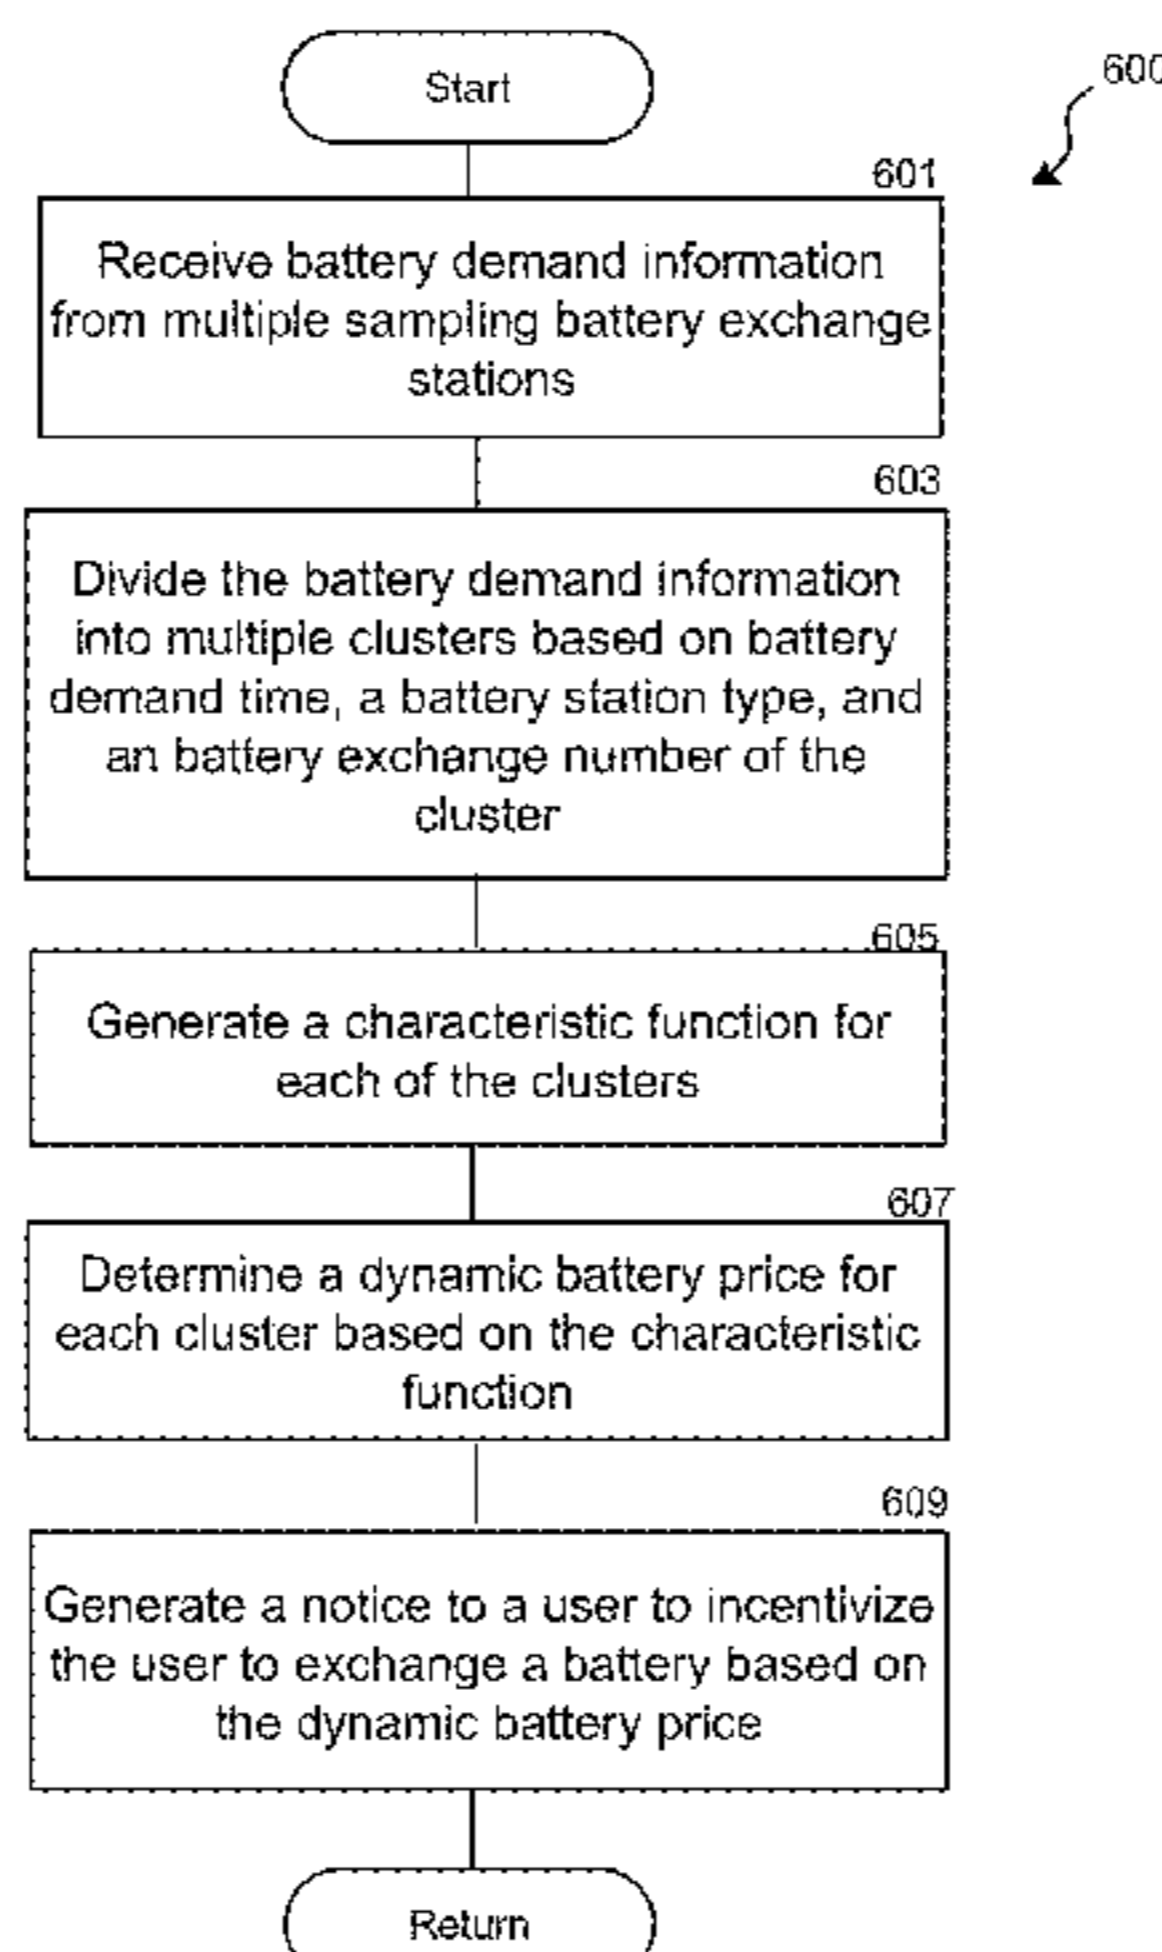 Start
600
601
Receive battery demand information
from multiple sampling battery exchange
stations
603
Divide the battery demand information
into multiple clusters based on battery
demand time, a battery station type, and
an battery exchange number of the
cluster
605
Generate a characteristic function for
each of the clusters
607
Determine a dynamic battery price for
each cluster based on the characteristic
function
609
Generate a notice to a user to incentivize
the user to exchange a battery based on
the dynamic battery price
Return